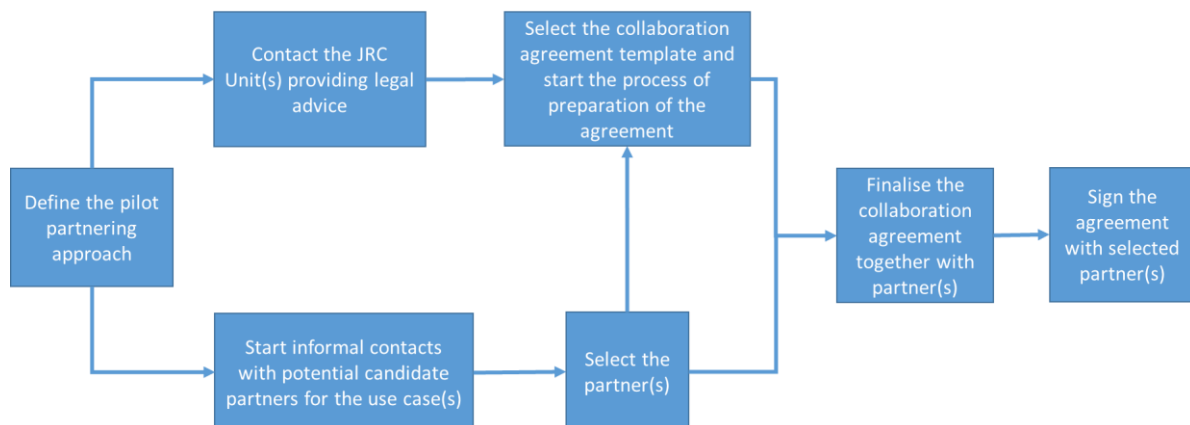 Contact the JRC
Unit(s) providing legal
advice
Select the collaboration
agreement template and
start the process of
preparation of the
agreement
Define the pilot
partnering
approach
Finalise the
collaboration
agreement
together with
partner(s)
Sign the
agreement
with selected
partner(s)
Start informal contacts
with potential candidate
partners for the use case(s)
Select the
partner(s)